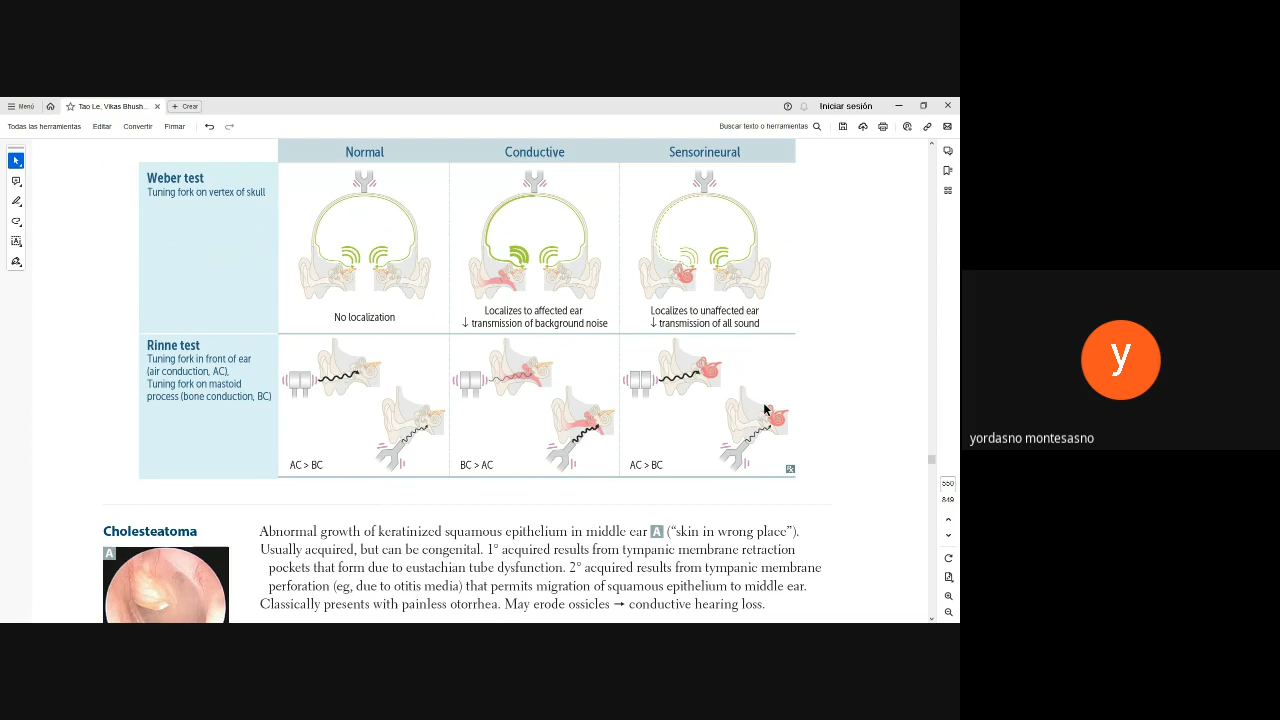 Menú
Tao Le, Vikas Bhush...
Crear
Iniciar sesión
Todas las herramientas
Editar
Convertir
Firmar
Buscar texto o herramientas
Normal
Conductive
Sensorineural
Weber test
Tuning fork on vertex of skull
No localization
Localizes to affected ear
↓ transmission of background noise
Localizes to unaffected ear
↓ transmission of all sound
Rinne test
Tuning fork in front of ear
(air conduction, AC),
Tuning fork on mastoid
process (bone conduction, BC)
AC > BC
BC > AC
AC > BC
Cholesteatoma
Abnormal growth of keratinized squamous epithelium in middle ear A (“skin in wrong place”).
Usually acquired, but can be congenital. 1° acquired results from tympanic membrane retraction
pockets that form due to eustachian tube dysfunction. 2° acquired results from tympanic membrane
perforation (eg, due to otitis media) that permits migration of squamous epithelium to middle ear.
Classically presents with painless otorrhea. May erode ossicles → conductive hearing loss.
A
550
849
y
yordasno montesasno